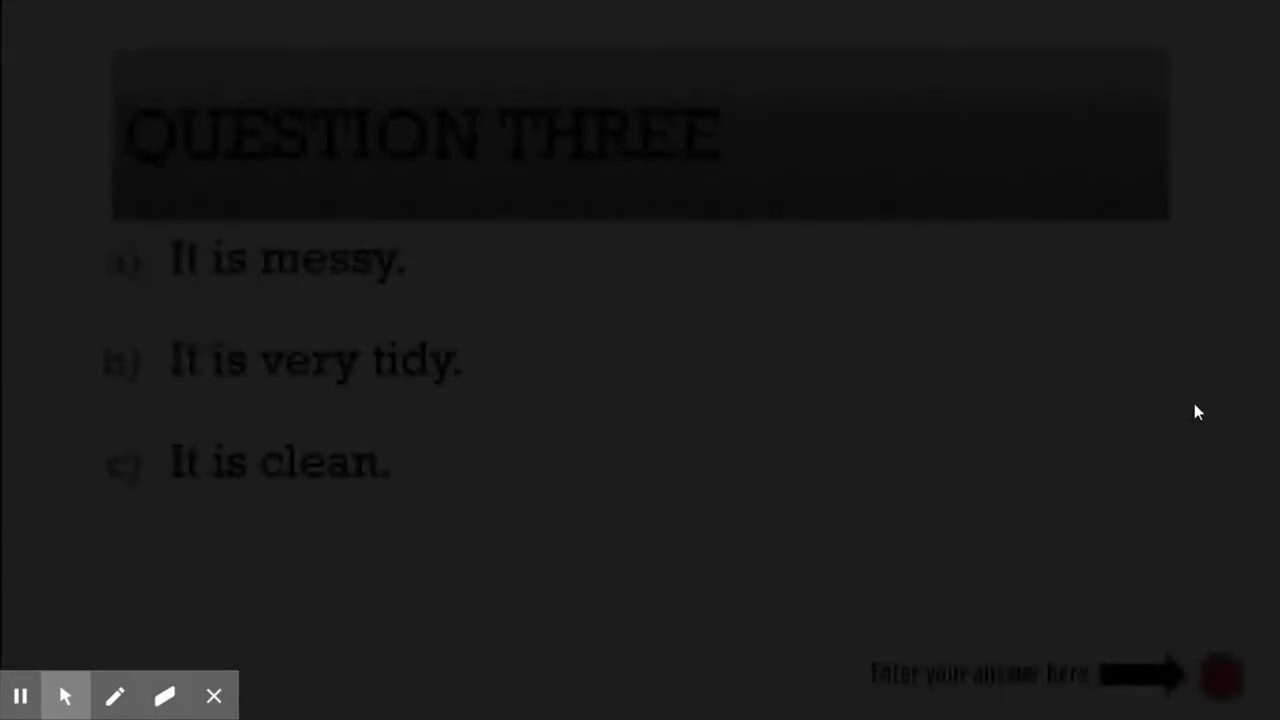 QUESTION THREE
a) It is messy.
b) It is very tidy.
c) It is clean.
Enter your answer here